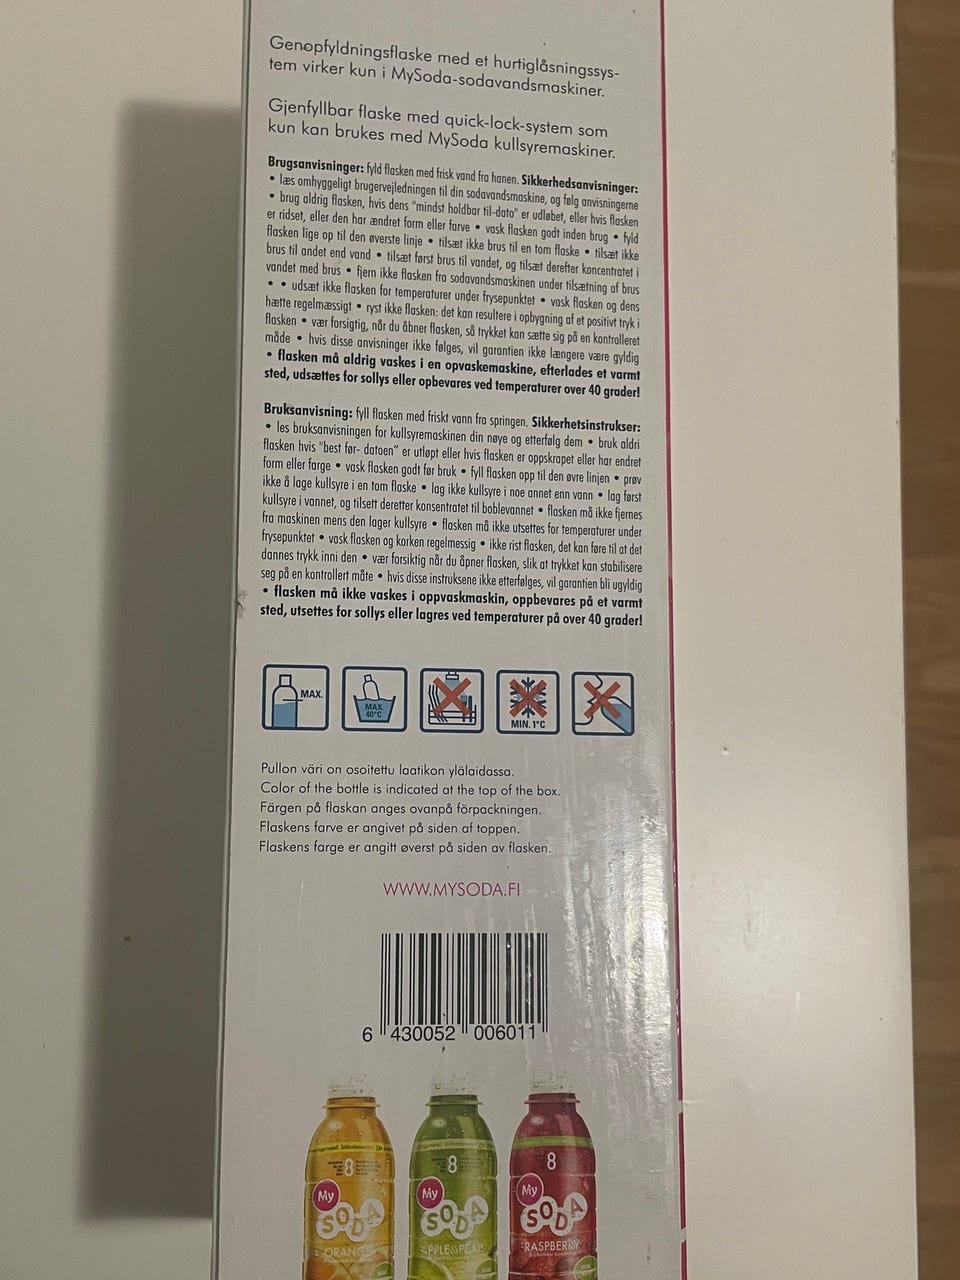 Genopfyldningsflaske med et hurtiglåsningssys-
tem virker kun i MySoda-sodavandsmaskiner.
Gjenfyllbar flaske med quick-lock-system som
kun kan brukes med MySoda kullsyremaskiner.
Brugsanvisninger: fyld flasken med frisk vand fra hanen. Sikkerhedsanvisninger:
• læs omhyggeligt brugervejledningen til din sodavandsmaskine, og følg anvisningerne
• brug aldrig flasken, hvis dens "mindst holdbar til-dato" er udløbet, eller hvis flasken
er ridset, eller den har ændret form eller farve • vask flasken godt inden brug • fyld
flasken lige op til den øverste linje • tilsæt ikke brus til en tom flaske • tilsæt ikke
brus til andet end vand • tilsæt først brus til vandet, og tilsæt derefter koncentratet i
vandet med brus • fjern ikke flasken fra sodavandsmaskinen under tilsætning af brus
• • udsæt ikke flasken for temperaturer under frysepunktet • vask flasken og dens
hætte regelmæssigt • ryst ikke flasken: det kan resultere i opbygning af et positivt tryk i
flasken • vær forsigtig, når du åbner flasken, så trykket kan sætte sig på en kontrolleret
måde • hvis disse anvisninger ikke følges, vil garantien ikke længere være gyldig
• flasken må aldrig vaskes i en opvaskemaskine, efterlades et varmt
sted, udsættes for sollys eller opbevares ved temperaturer over 40 grader!
Bruksanvisning: fyll flasken med friskt vann fra springen. Sikkerhetsinstrukser:
• les bruksanvisningen for kullsyremaskinen din nøye og etterfølg dem • bruk aldri
flasken hvis "best før- datoen" er utløpt eller hvis flasken er oppskrapet eller har endret
form eller farge • vask flasken godt før bruk • fyll flasken opp til den øvre linjen • prøv
ikke å lage kullsyre i en tom flaske • lag ikke kullsyre i noe annet enn vann • lag først
kullsyre i vannet, og tilsett deretter konsentratet til boblevannet • flasken må ikke fjernes
fra maskinen mens den lager kullsyre • flasken må ikke utsettes for temperaturer under
frysepunktet • vask flasken og korken regelmessig • ikke rist flasken, det kan føre til at det
dannes trykk inni den • vær forsiktig når du åpner flasken, slik at trykket kan stabilisere
seg på en kontrollert måte • hvis disse instruksene ikke etterfølges, vil garantien bli ugyldig
• flasken må ikke vaskes i oppvaskmaskin, oppbevares på et varmt
sted, utsettes for sollys eller lagres ved temperaturer på over 40 grader!
MAX.
MAX.
40°C
MIN. 1°C
Pullon väri on osoitettu laatikon ylälaidassa.
Color of the bottle is indicated at the top of the box.
Färgen på flaskan anges ovanpå förpackningen.
Flaskens farve er angivet på siden af toppen.
Flaskens farge er angitt øverst på siden av flasken.
WWW.MYSODA.FI
6 430052 006011
8 8 8
My My My
SODA SODA SODA
ORANGE APPLE & PEAR RASPBERRY